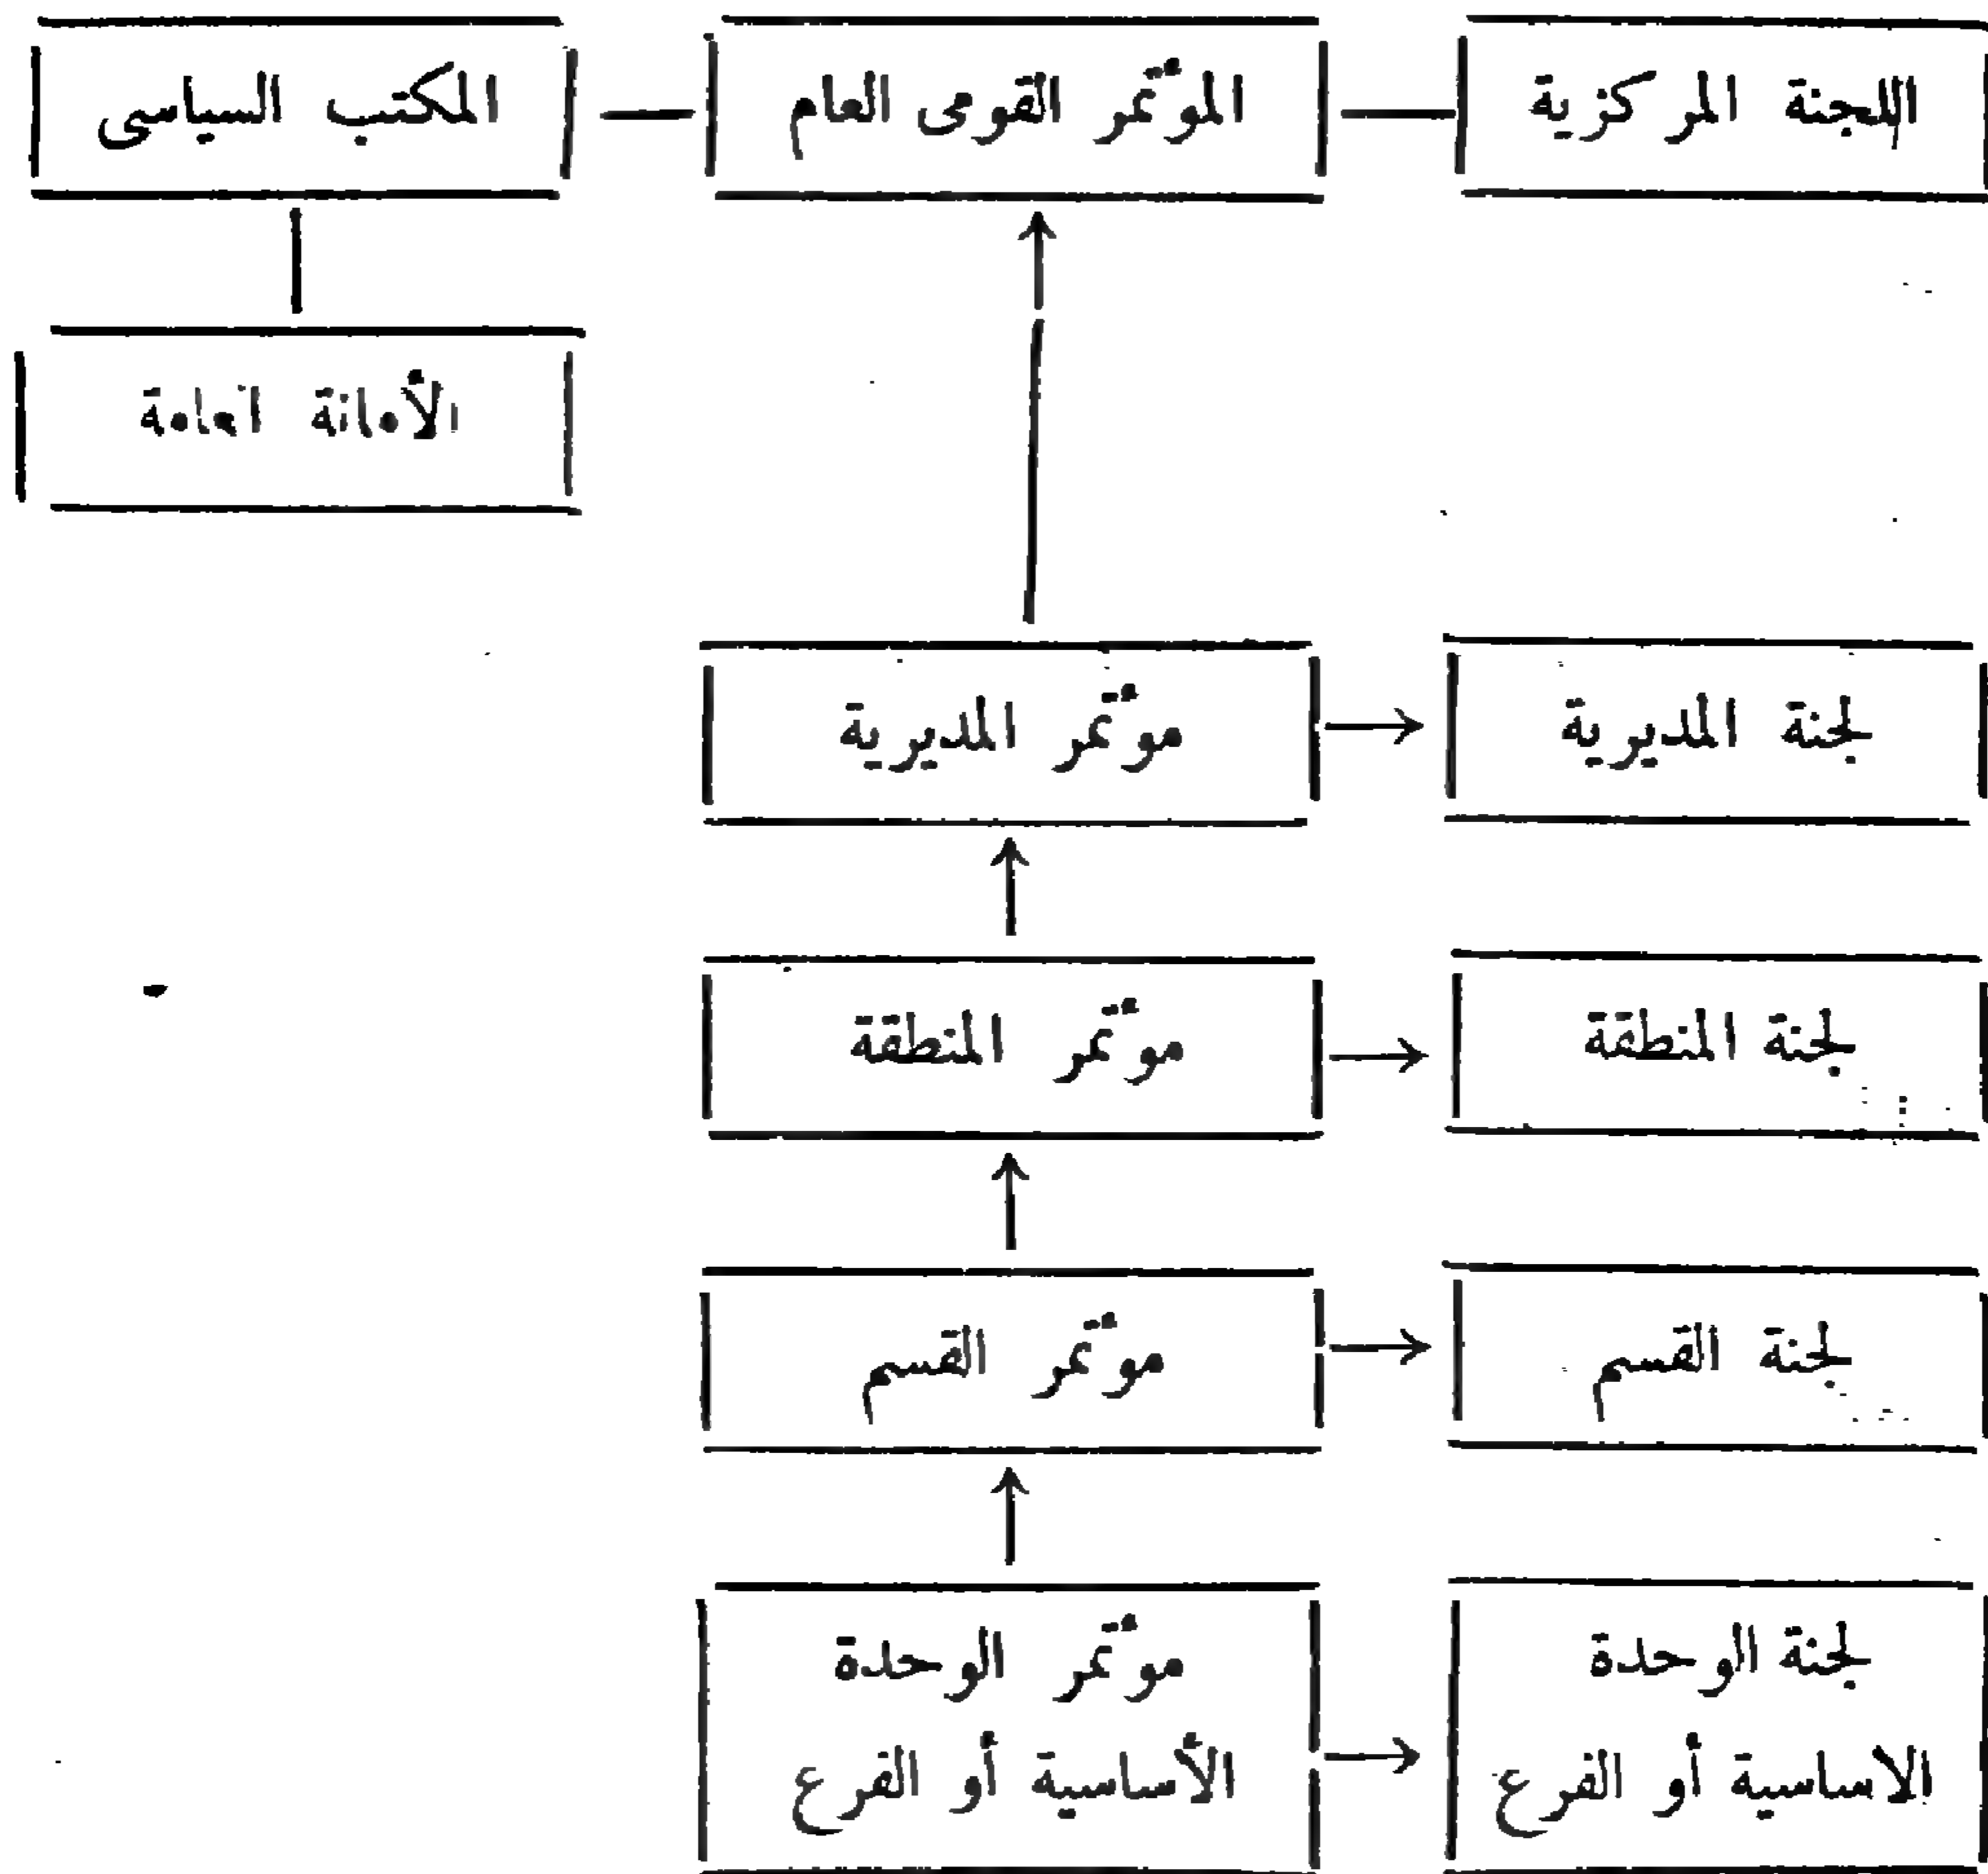 اللجنة المركزية
المؤتمر القومى العام
المكتب السياسى
الأمانة العامة
لجنة المديرية
مؤتمر المديرية
لجنة المنطقة
مؤتمر المنطقة
لجنة القسم
مؤتمر القسم
لجنة الوحدة
الاساسية أو الفرع
مؤتمر الوحدة
الأساسية أو الفرع